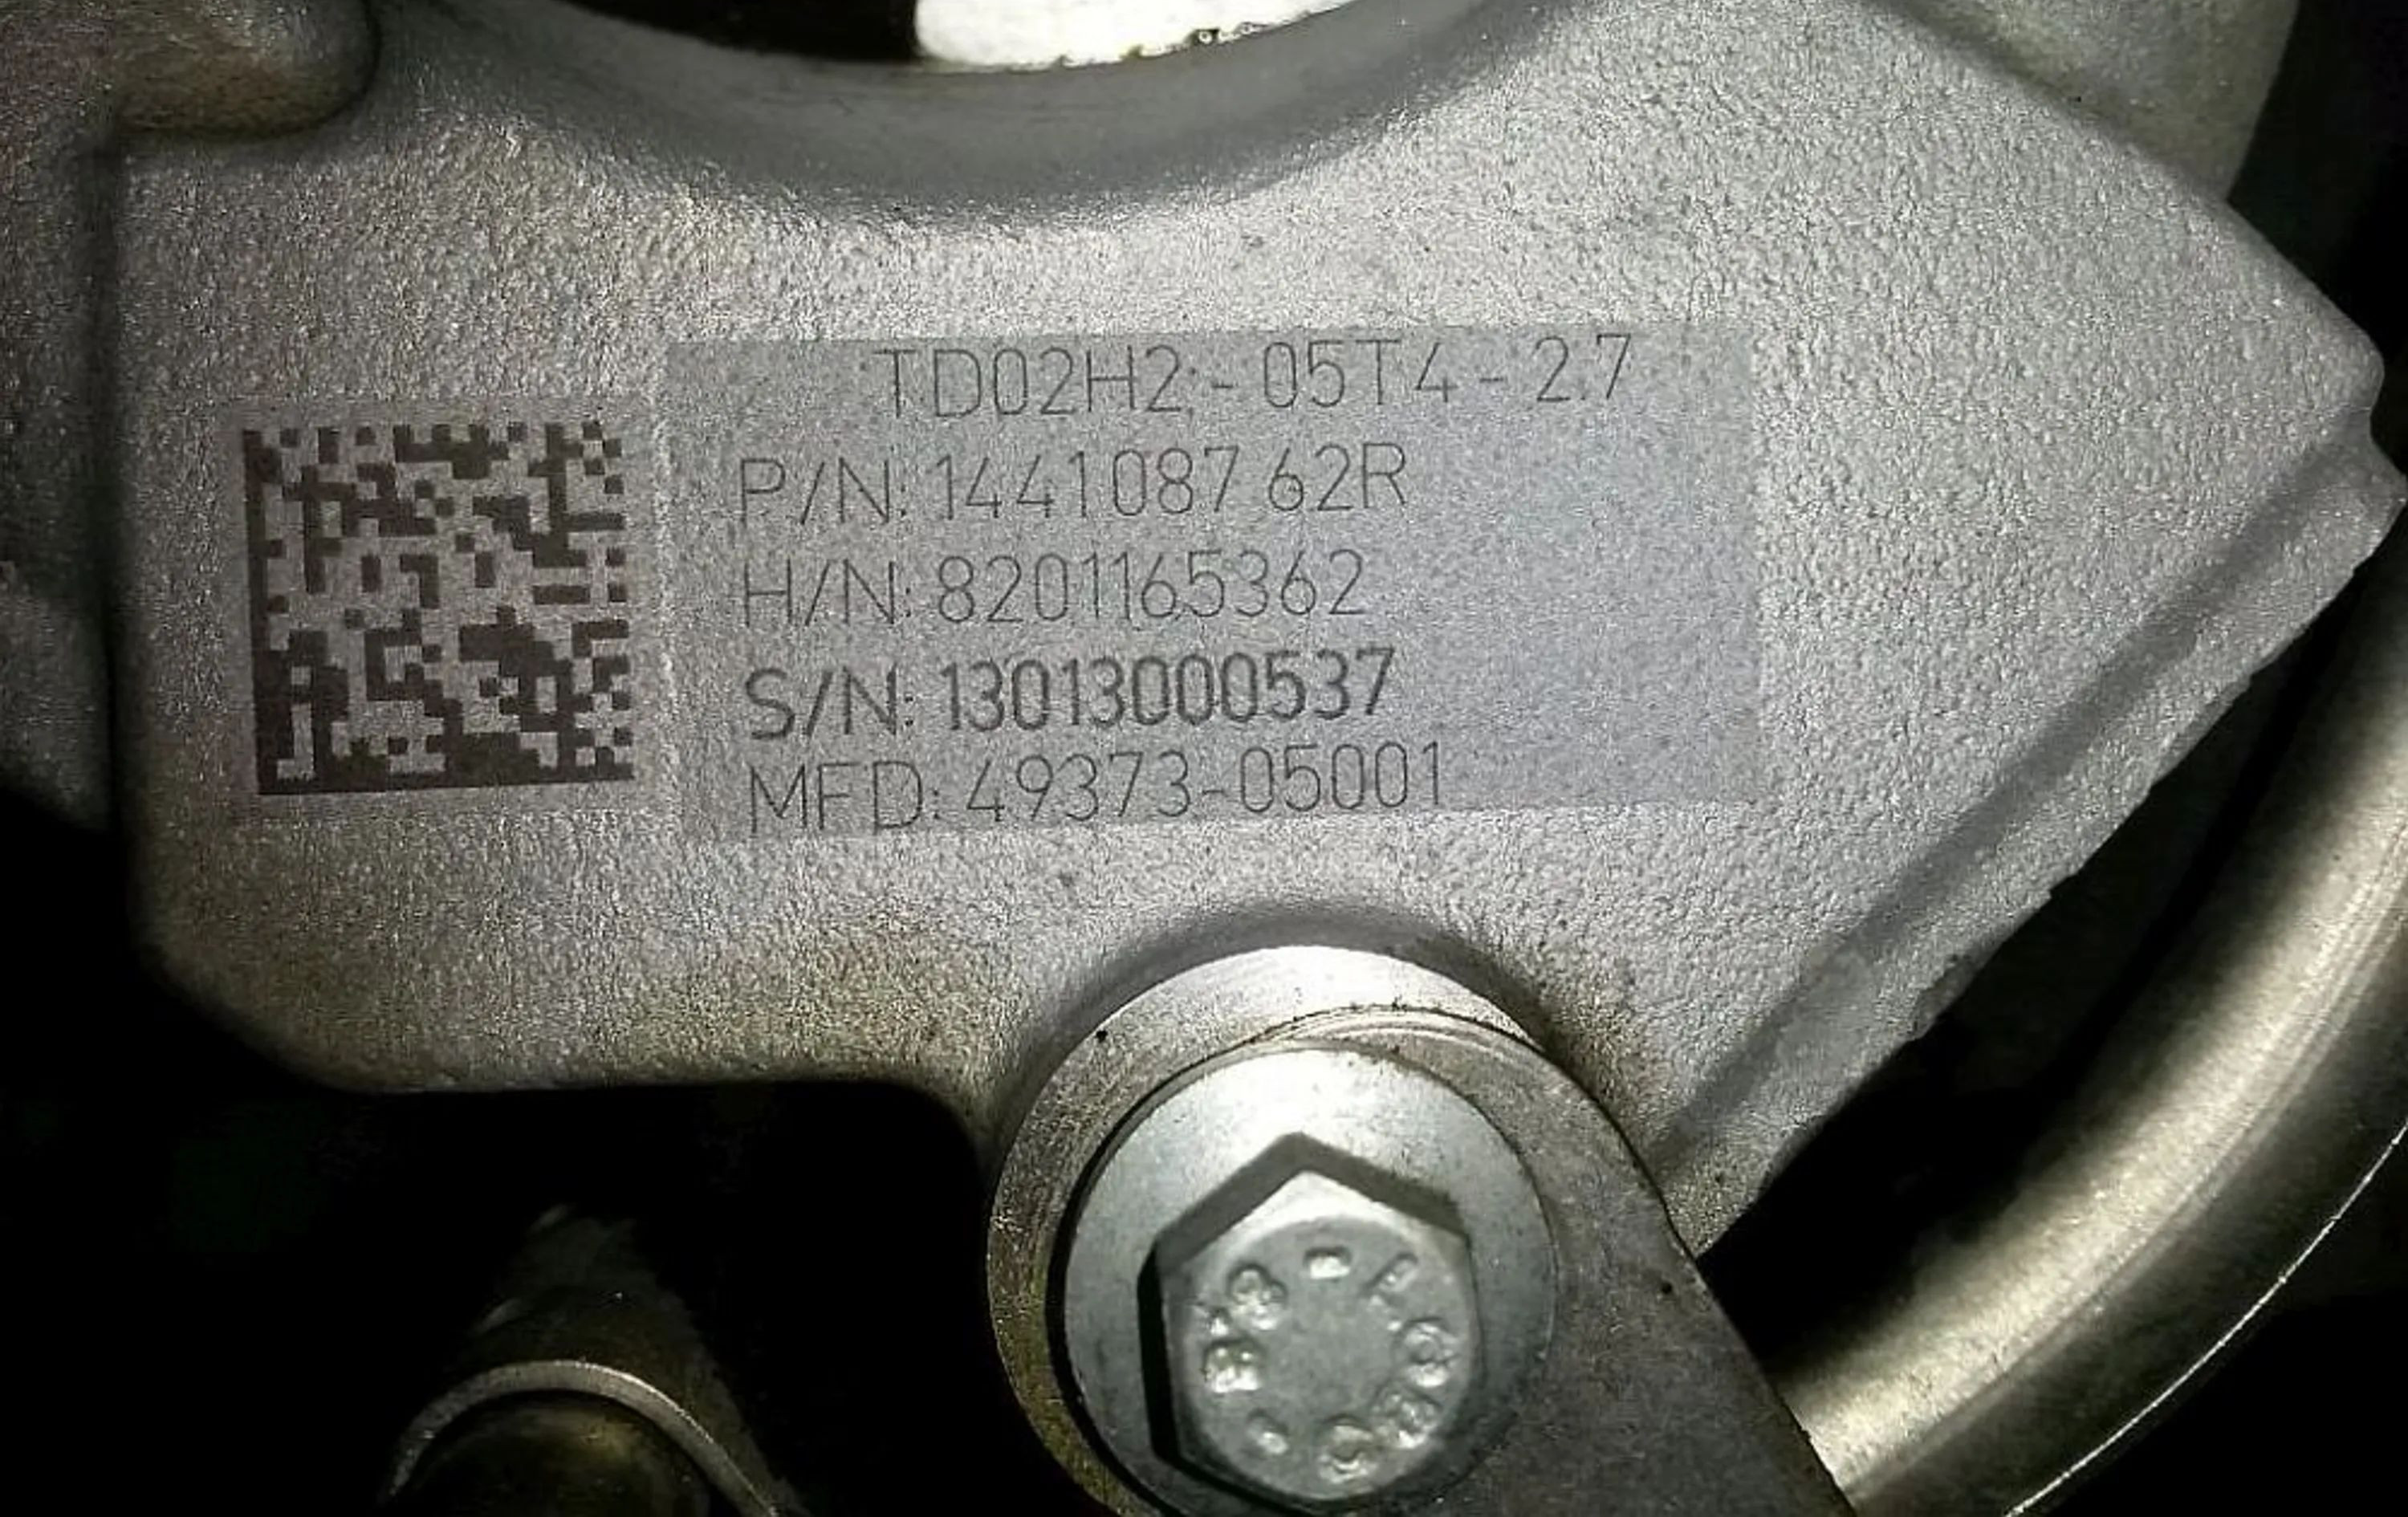 TD02H2-05T4-2.7
P/N: 144108762R
H/N: 8201165362
S/N: 13013000537
MFD: 49373-05001